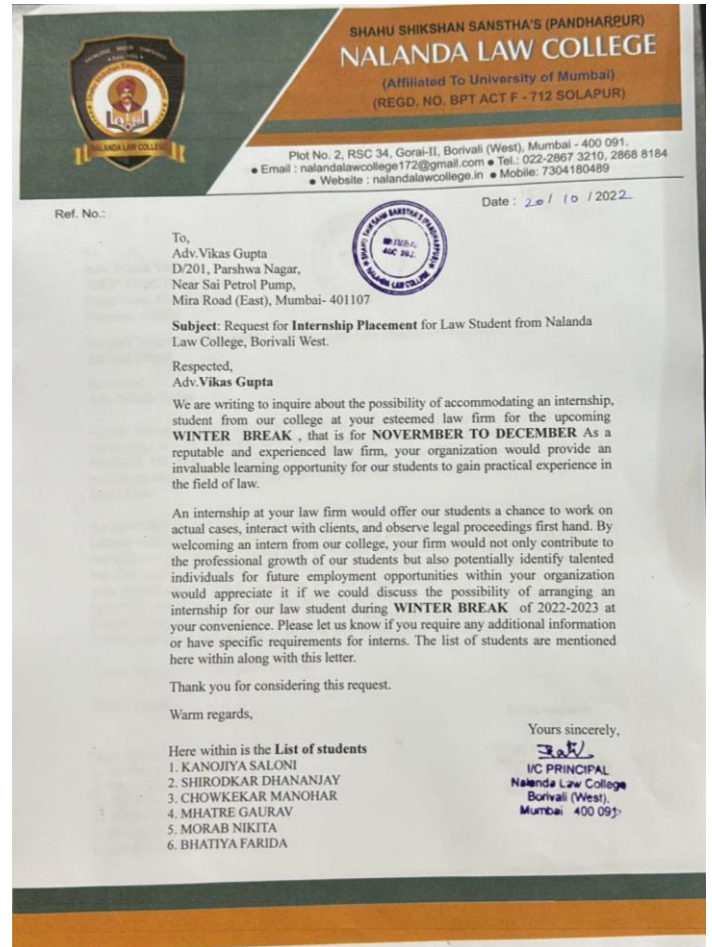 SHAHU SHIKSHAN SANSTHA'S (PANDHARPUR)
NALANDA LAW COLLEGE
(Affiliated To University of Mumbai)
(REGD. NO. BPT ACT F - 712 SOLAPUR)
NALANDA LAW COLLEGE
Plot No. 2, RSC 34, Gorai-II, Borivali (West), Mumbai - 400 091.
● Email : nalandalawcollege172@gmail.com ● Tel.: 022-2867 3210, 2868 8184
● Website : nalandalawcollege.in ● Mobile: 7304180489
Ref. No.:
Date : 20 / 10 / 2022
To,
Adv.Vikas Gupta
D/201, Parshwa Nagar,
Near Sai Petrol Pump,
Mira Road (East), Mumbai- 401107
SHAHU SHIKSHAN SANSTHA'S (PANDHARPUR)
MUMBAI
NALANDA LAW COLLEGE
Subject: Request for Internship Placement for Law Student from Nalanda
Law College, Borivali West.
Respected,
Adv.Vikas Gupta
We are writing to inquire about the possibility of accommodating an internship,
student from our college at your esteemed law firm for the upcoming
WINTER BREAK , that is for NOVERMBER TO DECEMBER As a
reputable and experienced law firm, your organization would provide an
invaluable learning opportunity for our students to gain practical experience in
the field of law.
An internship at your law firm would offer our students a chance to work on
actual cases, interact with clients, and observe legal proceedings first hand. By
welcoming an intern from our college, your firm would not only contribute to
the professional growth of our students but also potentially identify talented
individuals for future employment opportunities within your organization
would appreciate it if we could discuss the possibility of arranging an
internship for our law student during WINTER BREAK of 2022-2023 at
your convenience. Please let us know if you require any additional information
or have specific requirements for interns. The list of students are mentioned
here within along with this letter.
Thank you for considering this request.
Warm regards,
Yours sincerely,
I/C PRINCIPAL
Nalanda Law College
Borivali (West),
Mumbai 400 091
Here within is the List of students
1. KANOJIYA SALONI
2. SHIRODKAR DHANANJAY
3. CHOWKEKAR MANOHAR
4. MHATRE GAURAV
5. MORAB NIKITA
6. BHATIYA FARIDA